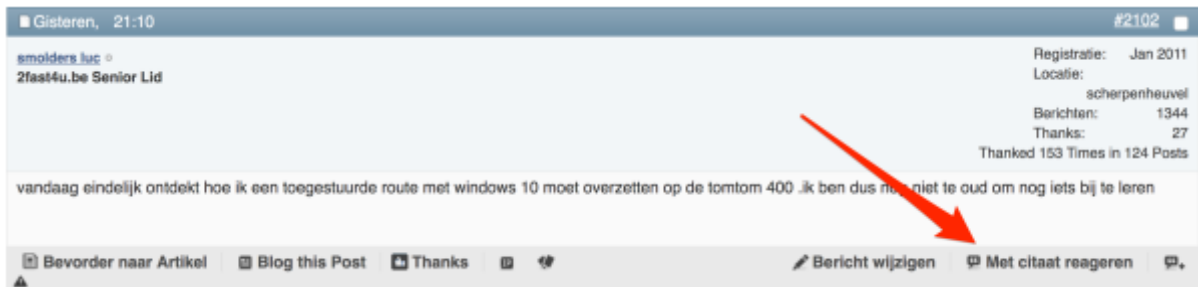 Gisteren, 21:10 #2102
smolders luc
2fast4u.be Senior Lid
Registratie: Jan 2011
Locatie:
scherpenheuvel
Berichten: 1344
Thanks: 27
Thanked 153 Times in 124 Posts
vandaag eindelijk ontdekt hoe ik een toegestuurde route met windows 10 moet overzetten op de tomtom 400 .ik ben dus niet te oud om nog iets bij te leren
Bevorder naar Artikel Blog this Post Thanks Bericht wijzigen Met citaat reageren